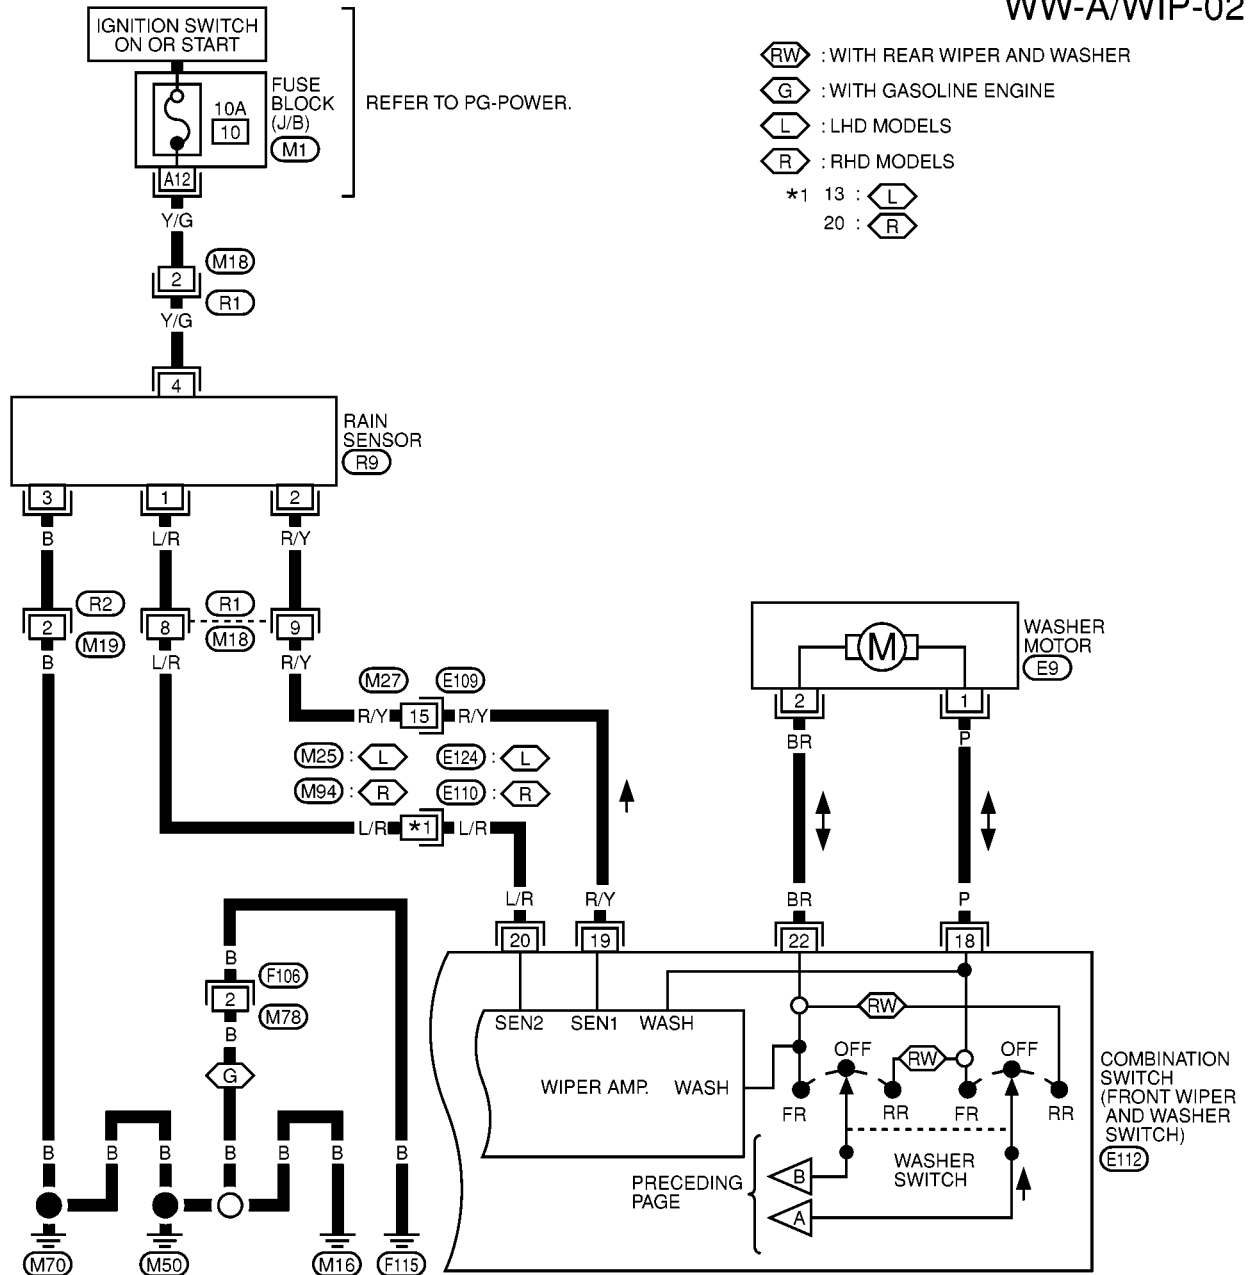 WW-A/WIP-02
IGNITION SWITCH
ON OR START
FUSE
BLOCK
(J/B)
M1
10A
10
REFER TO PG-POWER.
A12
RW : WITH REAR WIPER AND WASHER
G : WITH GASOLINE ENGINE
L : LHD MODELS
R : RHD MODELS
*1 13 : L
20 : R
Y/G
M18
2
R1
Y/G
4
RAIN
SENSOR
R9
3 1 2
B L/R R/Y
R2 R1
2 8 9
M19 M18
B L/R R/Y
WASHER
MOTOR
E9
M
2 1
BR P
M27 E109
R/Y 15 R/Y
M25 : L E124 : L
M94 : R E110 : R
L/R *1 L/R
L/R R/Y BR P
20 19 22 18
B
F106
2
M78
B
G
SEN2 SEN1 WASH
WIPER AMP. WASH
RW
OFF RW OFF
FR RR FR RR
COMBINATION
SWITCH
(FRONT WIPER
AND WASHER
SWITCH)
E112
WASHER
SWITCH
PRECEDING
PAGE
B
A
B B B B B B
M70 M50 M16 F115